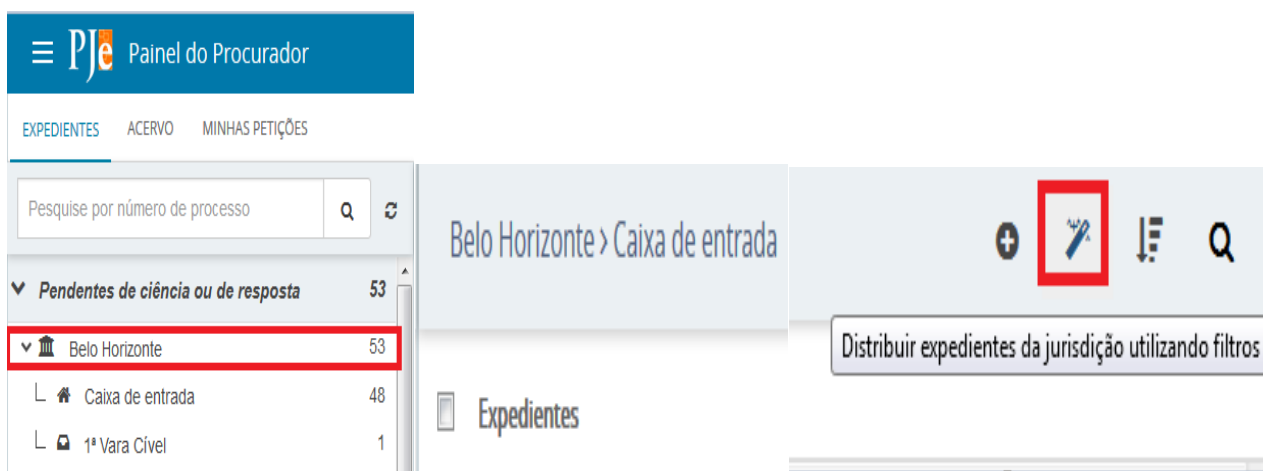 PJe Painel do Procurador
EXPEDIENTES ACERVO MINHAS PETIÇÕES
Pesquise por número de processo
Pendentes de ciência ou de resposta 53
Belo Horizonte 53
Caixa de entrada 48
1ª Vara Cível 1
Belo Horizonte > Caixa de entrada
Expedientes
Distribuir expedientes da jurisdição utilizando filtros